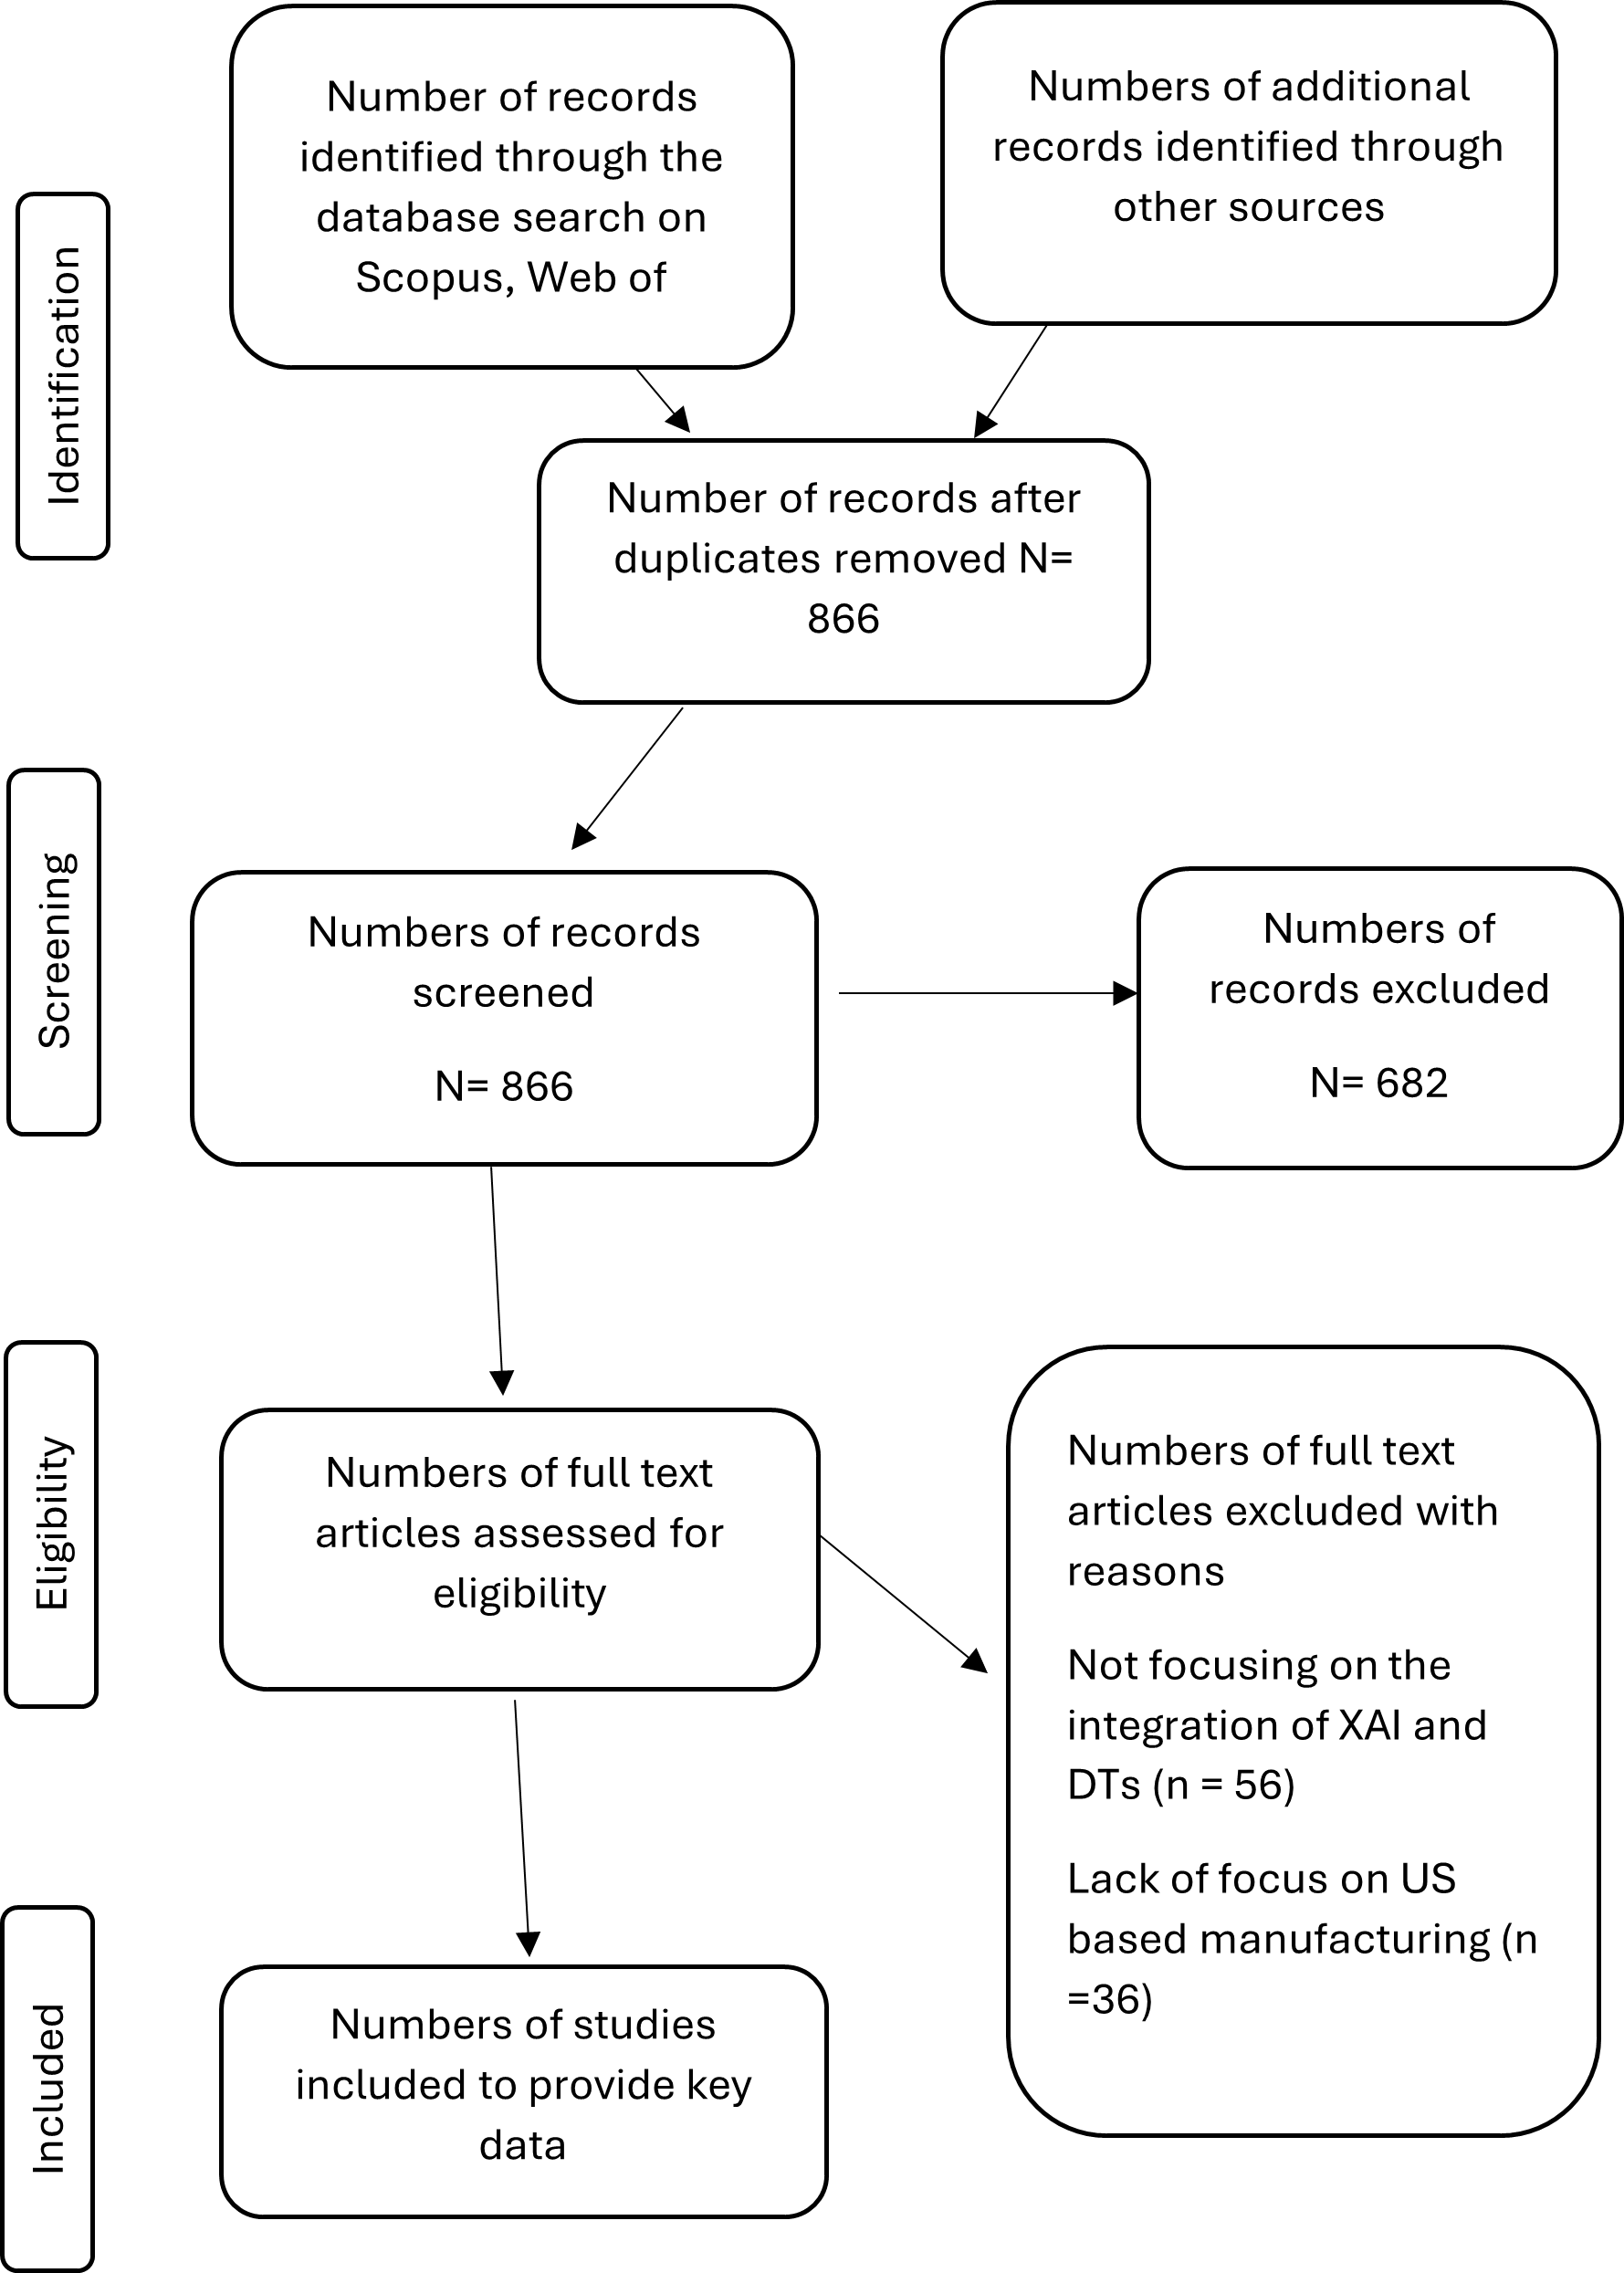 Identification
Number of records
identified through the
database search on
Scopus, Web of
Numbers of additional
records identified through
other sources
Number of records after
duplicates removed N=
866
Screening
Numbers of records
screened
N= 866
Numbers of
records excluded
N= 682
Eligibility
Numbers of full text
articles assessed for
eligibility
Numbers of full text
articles excluded with
reasons
Not focusing on the
integration of XAI and
DTs (n = 56)
Lack of focus on US
based manufacturing (n
=36)
Included
Numbers of studies
included to provide key
data